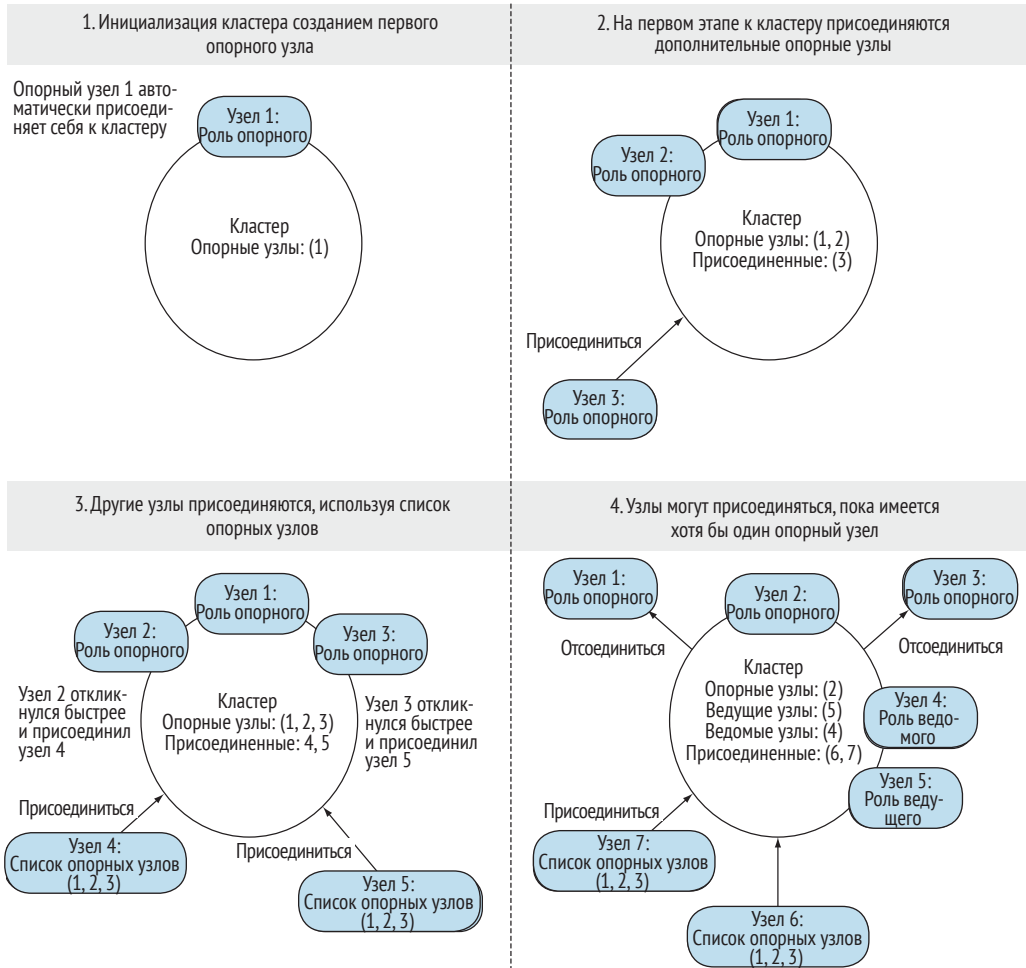 1. Инициализация кластера созданием первого
опорного узла
Опорный узел 1 авто-
матически присоеди-
няет себя к кластеру
Узел 1:
Роль опорного
Кластер
Опорные узлы: (1)
2. На первом этапе к кластеру присоединяются
дополнительные опорные узлы
Узел 1:
Роль опорного
Узел 2:
Роль опорного
Кластер
Опорные узлы: (1, 2)
Присоединенные: (3)
Присоединиться
Узел 3:
Роль опорного
3. Другие узлы присоединяются, используя список
опорных узлов
Узел 1:
Роль опорного
Узел 2:
Роль опорного
Узел 3:
Роль опорного
Узел 2 отклик-
нулся быстрее
и присоединил
узел 4
Кластер
Опорные узлы: (1, 2, 3)
Присоединенные: 4, 5
Узел 3 отклик-
нулся быстрее
и присоединил
узел 5
Присоединиться
Узел 4:
Список опорных узлов
(1, 2, 3)
Присоединиться
Узел 5:
Список опорных узлов
(1, 2, 3)
4. Узлы могут присоединяться, пока имеется
хотя бы один опорный узел
Узел 1:
Роль опорного
Узел 2:
Роль опорного
Узел 3:
Роль опорного
Отсоединиться
Отсоединиться
Кластер
Опорные узлы: (2)
Ведущие узлы: (5)
Ведомые узлы: (4)
Присоединенные: (6, 7)
Узел 4:
Роль ведо-
мого
Узел 5:
Роль веду-
щего
Присоединиться
Узел 7:
Список опорных узлов
(1, 2, 3)
Узел 6:
Список опорных узлов
(1, 2, 3)